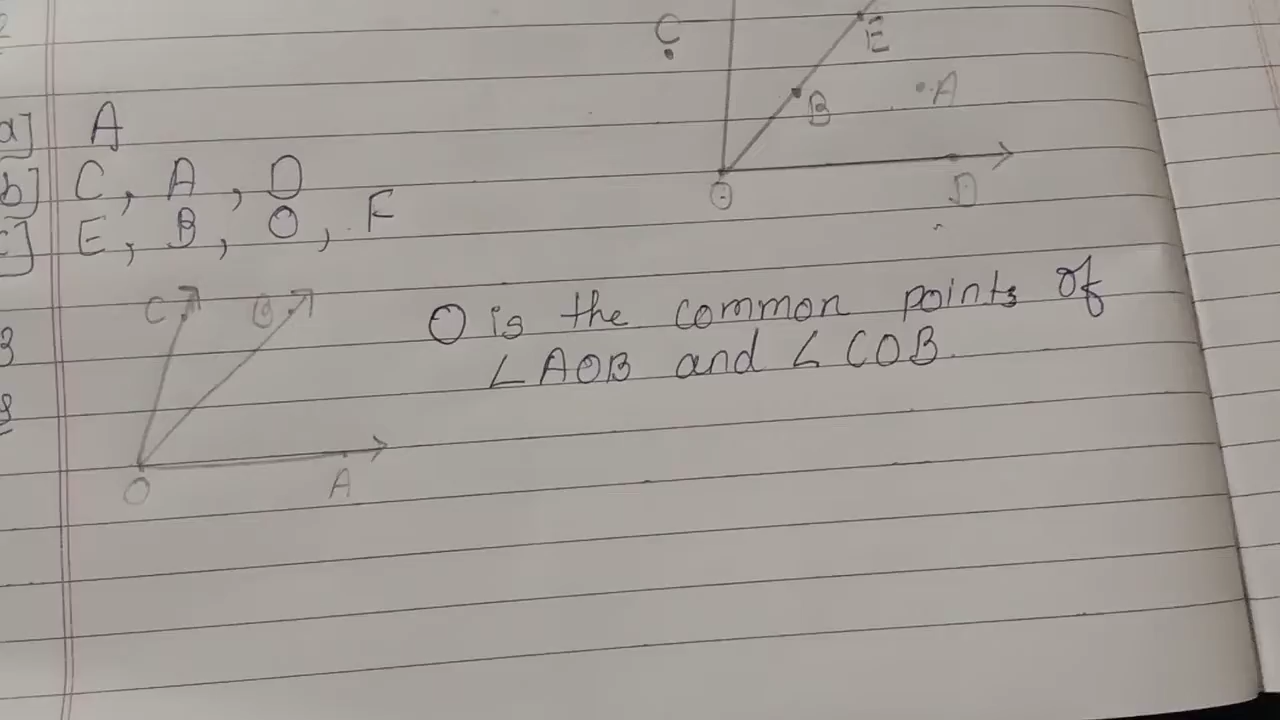 C
E
B
A
O
D
a] A
b] C, A, D
c] E, B, O, F
C
B
O is the common points of
∠AOB and ∠COB.
O
A